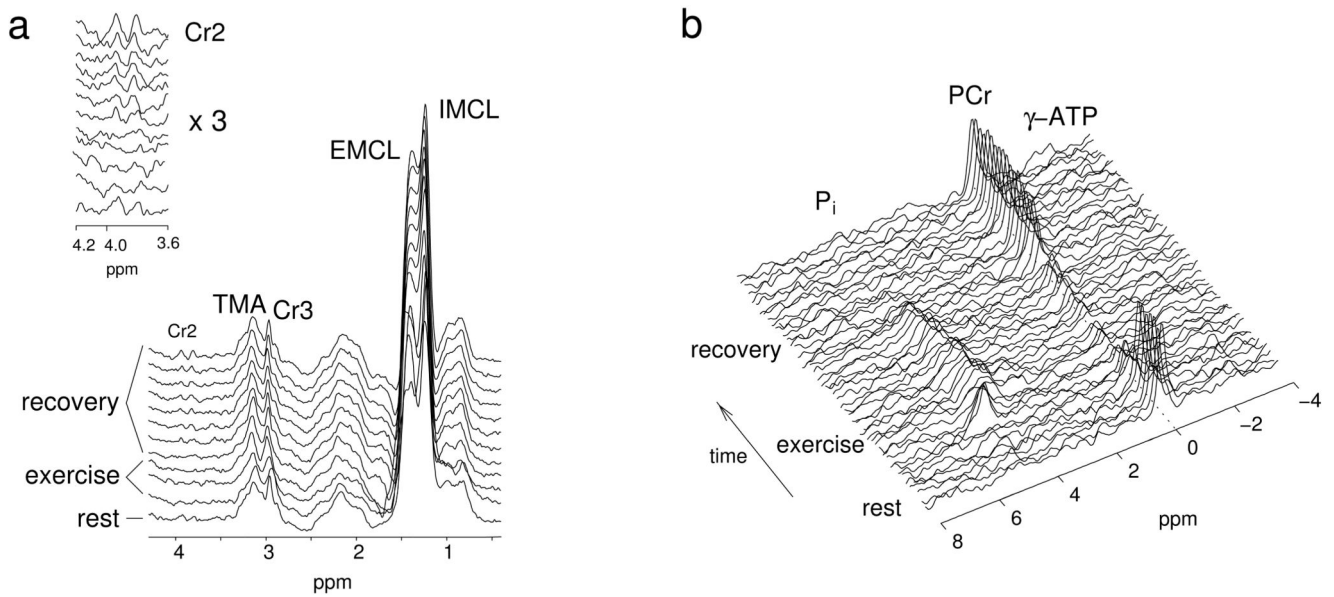 a
Cr2
x 3
4.2 4.0 3.6
ppm
IMCL
EMCL
TMA Cr3
Cr2
recovery
exercise
rest
4 3 2 1
ppm
b
PCr
γ–ATP
Pi
recovery
exercise
time
rest
8 6 4 2 0 −2 −4
ppm